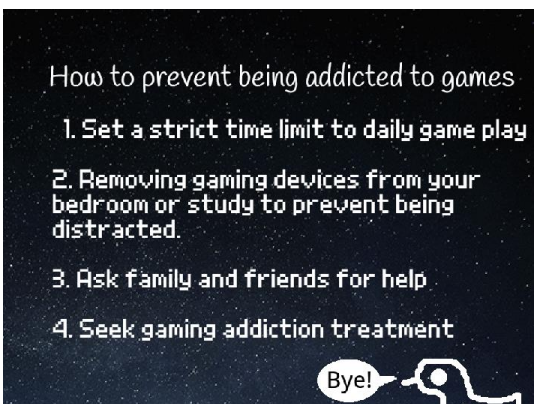 How to prevent being addicted to games
1. Set a strict time limit to daily game play
2. Removing gaming devices from your
bedroom or study to prevent being
distracted.
3. Ask family and friends for help
4. Seek gaming addiction treatment
Bye!